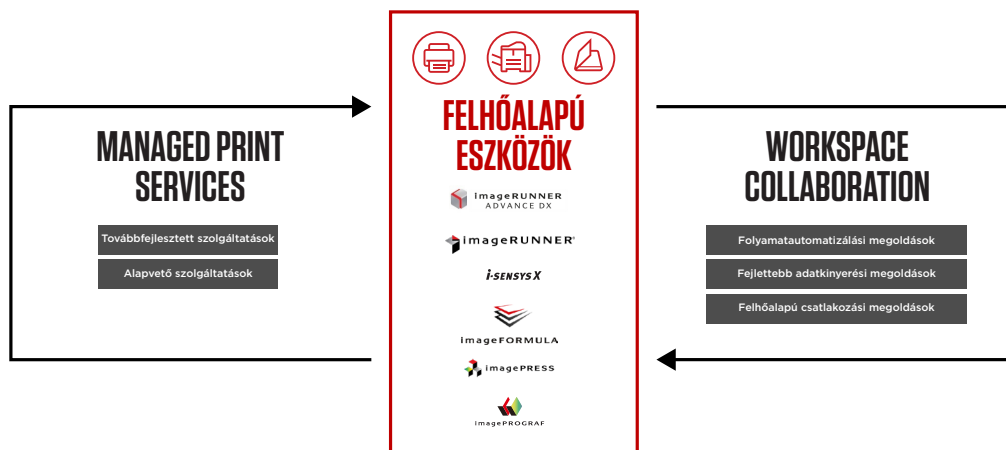 MANAGED PRINT
SERVICES
Továbbfejlesztett szolgáltatások
Alapvető szolgáltatások
FELHŐALAPÚ
ESZKÖZÖK
imageRUNNER
ADVANCE DX
imageRUNNER®
i-SENSYS X
imageFORMULA
imagePRESS
imagePROGRAF
WORKSPACE
COLLABORATION
Folyamatautomatizálási megoldások
Fejlettebb adatkinyerési megoldások
Felhőalapú csatlakozási megoldások